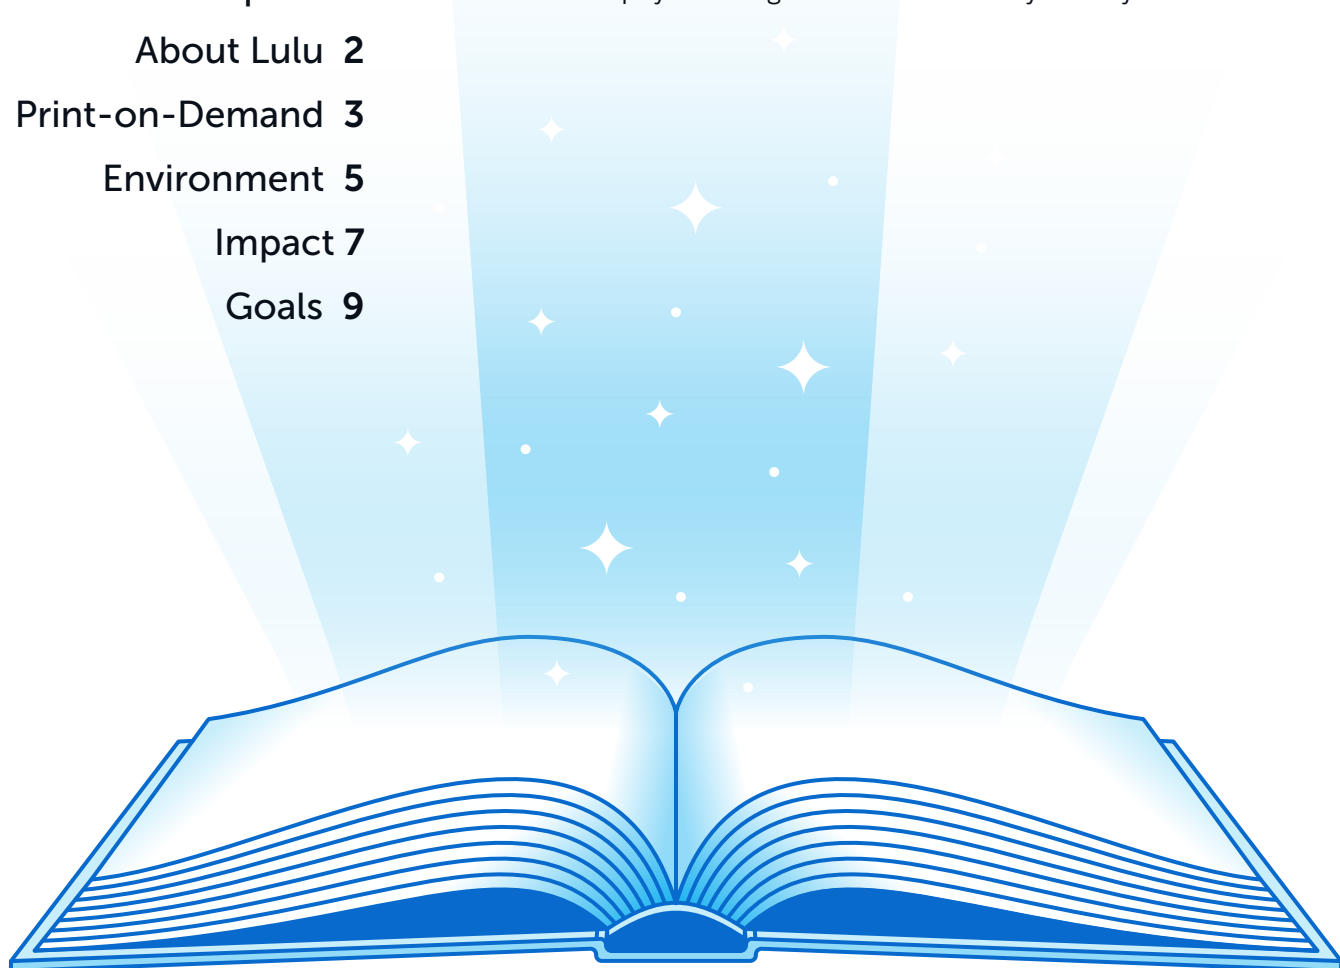 About Lulu 2
Print-on-Demand 3
Environment 5
Impact 7
Goals 9